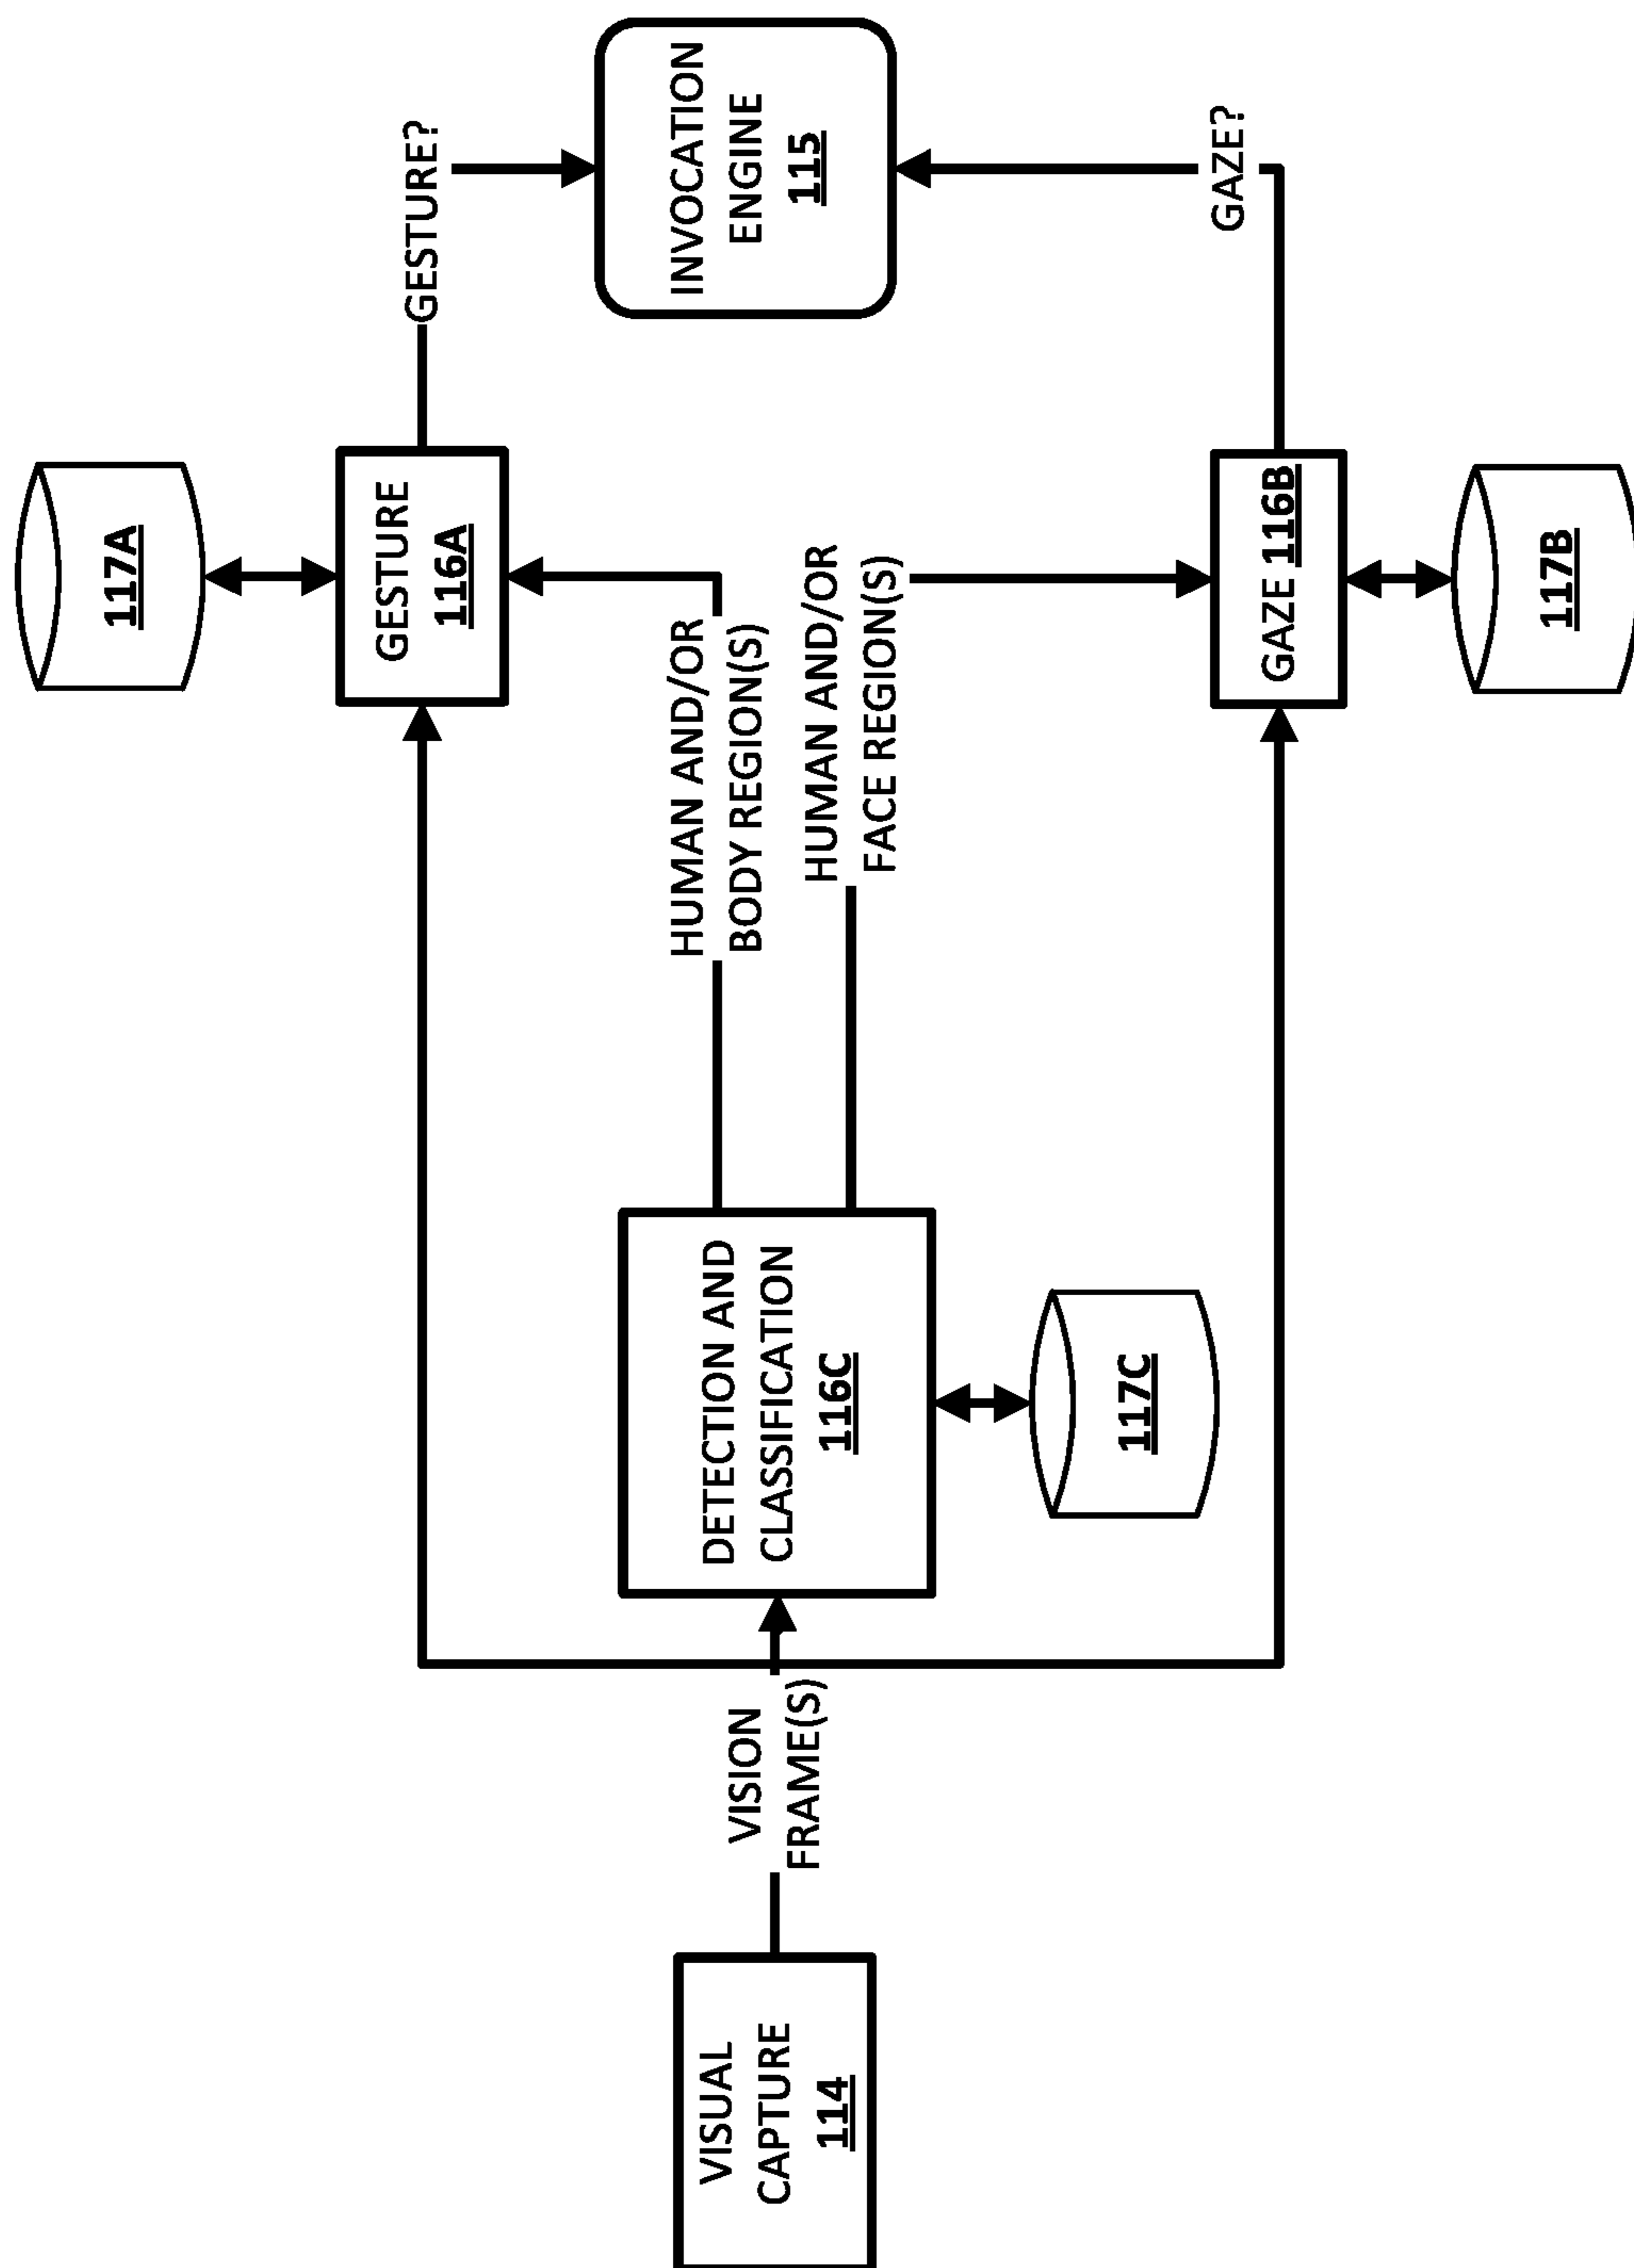 VISUAL
CAPTURE
114
VISION
FRAME(S)
DETECTION AND
CLASSIFICATION
116C
117C
HUMAN AND/OR
BODY REGION(S)
HUMAN AND/OR
FACE REGION(S)
117A
GESTURE
116A
GAZE 116B
117B
GESTURE?
INVOCATION
ENGINE
115
GAZE?